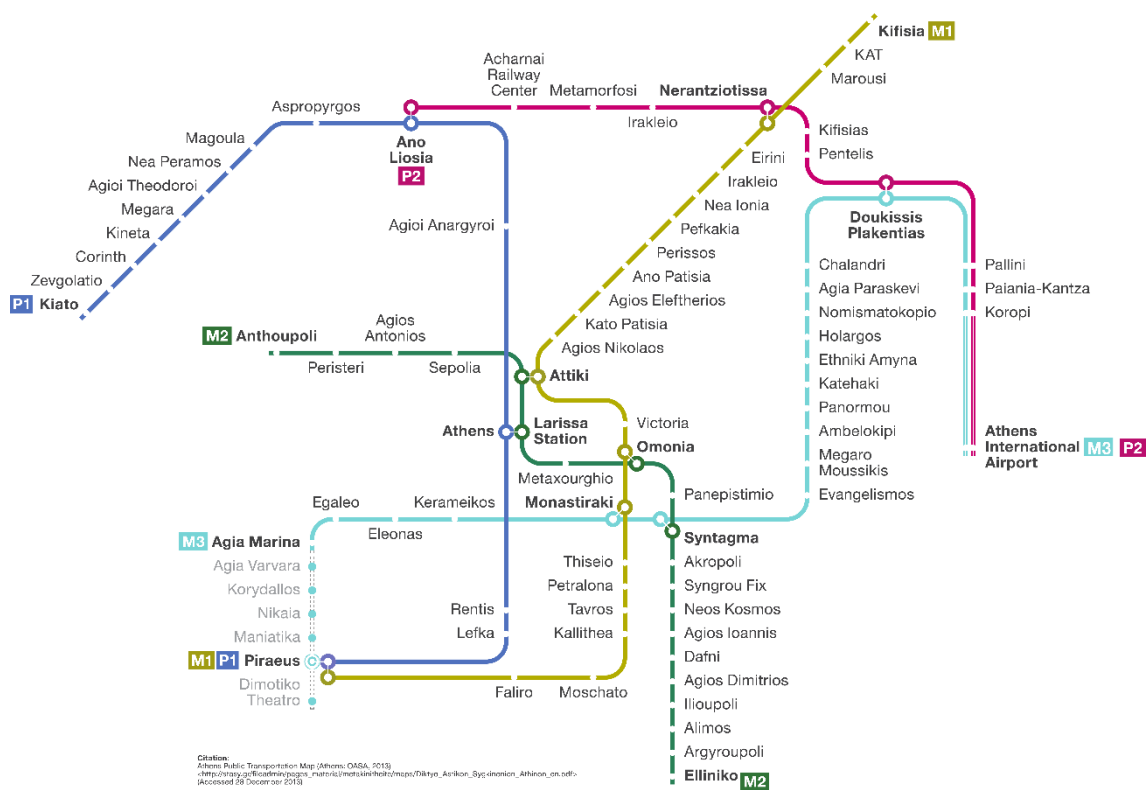 Kifisia M1
KAT
Marousi
Acharnai
Railway
Center
Metamorfosi
Nerantziotissa
Irakleio
Aspropyrgos
Magoula
Nea Peramos
Agioi Theodoroi
Megara
Kineta
Corinth
Zevgolatio
P1 Kiato
Ano
Liosia
P2
Kifisias
Pentelis
Eirini
Irakleio
Nea Ionia
Pefkakia
Perissos
Ano Patisia
Agios Eleftherios
Kato Patisia
Agios Nikolaos
Agioi Anargyroi
Doukissis
Plakentias
Chalandri
Agia Paraskevi
Nomismatokopio
Holargos
Ethniki Amyna
Katehaki
Panormou
Ambelokipi
Megaro
Moussikis
Evangelismos
Pallini
Paiania-Kantza
Koropi
Athens
International
Airport
M3 P2
M2 Anthoupoli
Agios
Antonios
Peristeri
Sepolia
Attiki
Athens
Larissa
Station
Victoria
Omonia
Metaxourghio
Monastiraki
Panepistimio
Egaleo
Kerameikos
Eleonas
M3 Agia Marina
Agia Varvara
Korydallos
Nikaia
Maniatika
M1 P1 Piraeus
Dimotiko
Theatro
Rentis
Lefka
Thiseio
Petralona
Tavros
Kallithea
Faliro
Moschato
Syntagma
Akropoli
Syngrou Fix
Neos Kosmos
Agios Ioannis
Dafni
Agios Dimitrios
Ilioupoli
Alimos
Argyroupoli
Elliniko M2
Citation:
Athens Public Transportation Map (Athens: OASA, 2013)
(Accessed 28 December 2013)